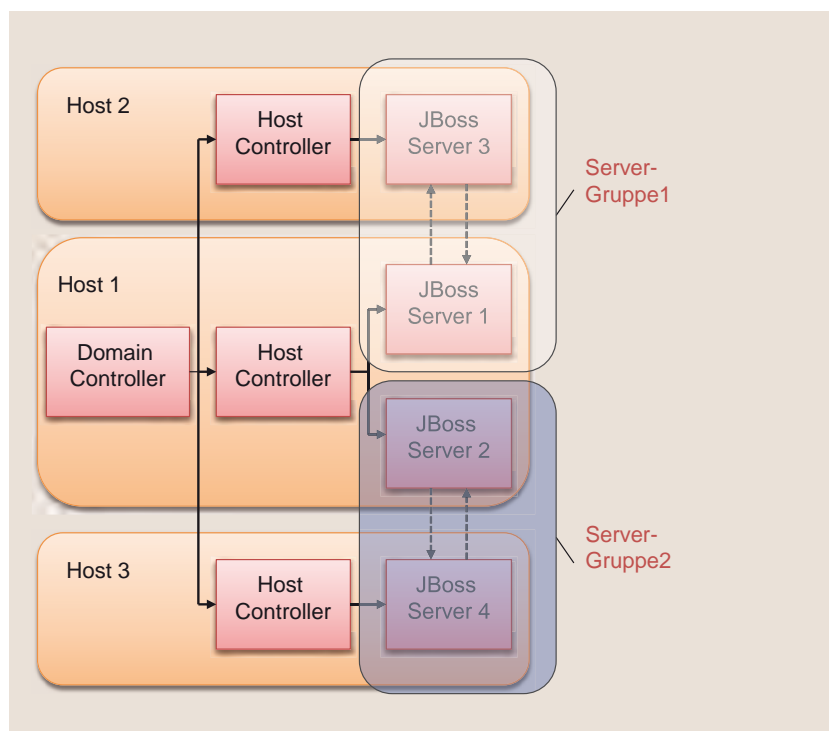 Host 2
Host
Controller
JBoss
Server 3
Server-
Gruppe1
Host 1
JBoss
Server 1
Domain
Controller
Host
Controller
JBoss
Server 2
Server-
Gruppe2
Host 3
Host
Controller
JBoss
Server 4